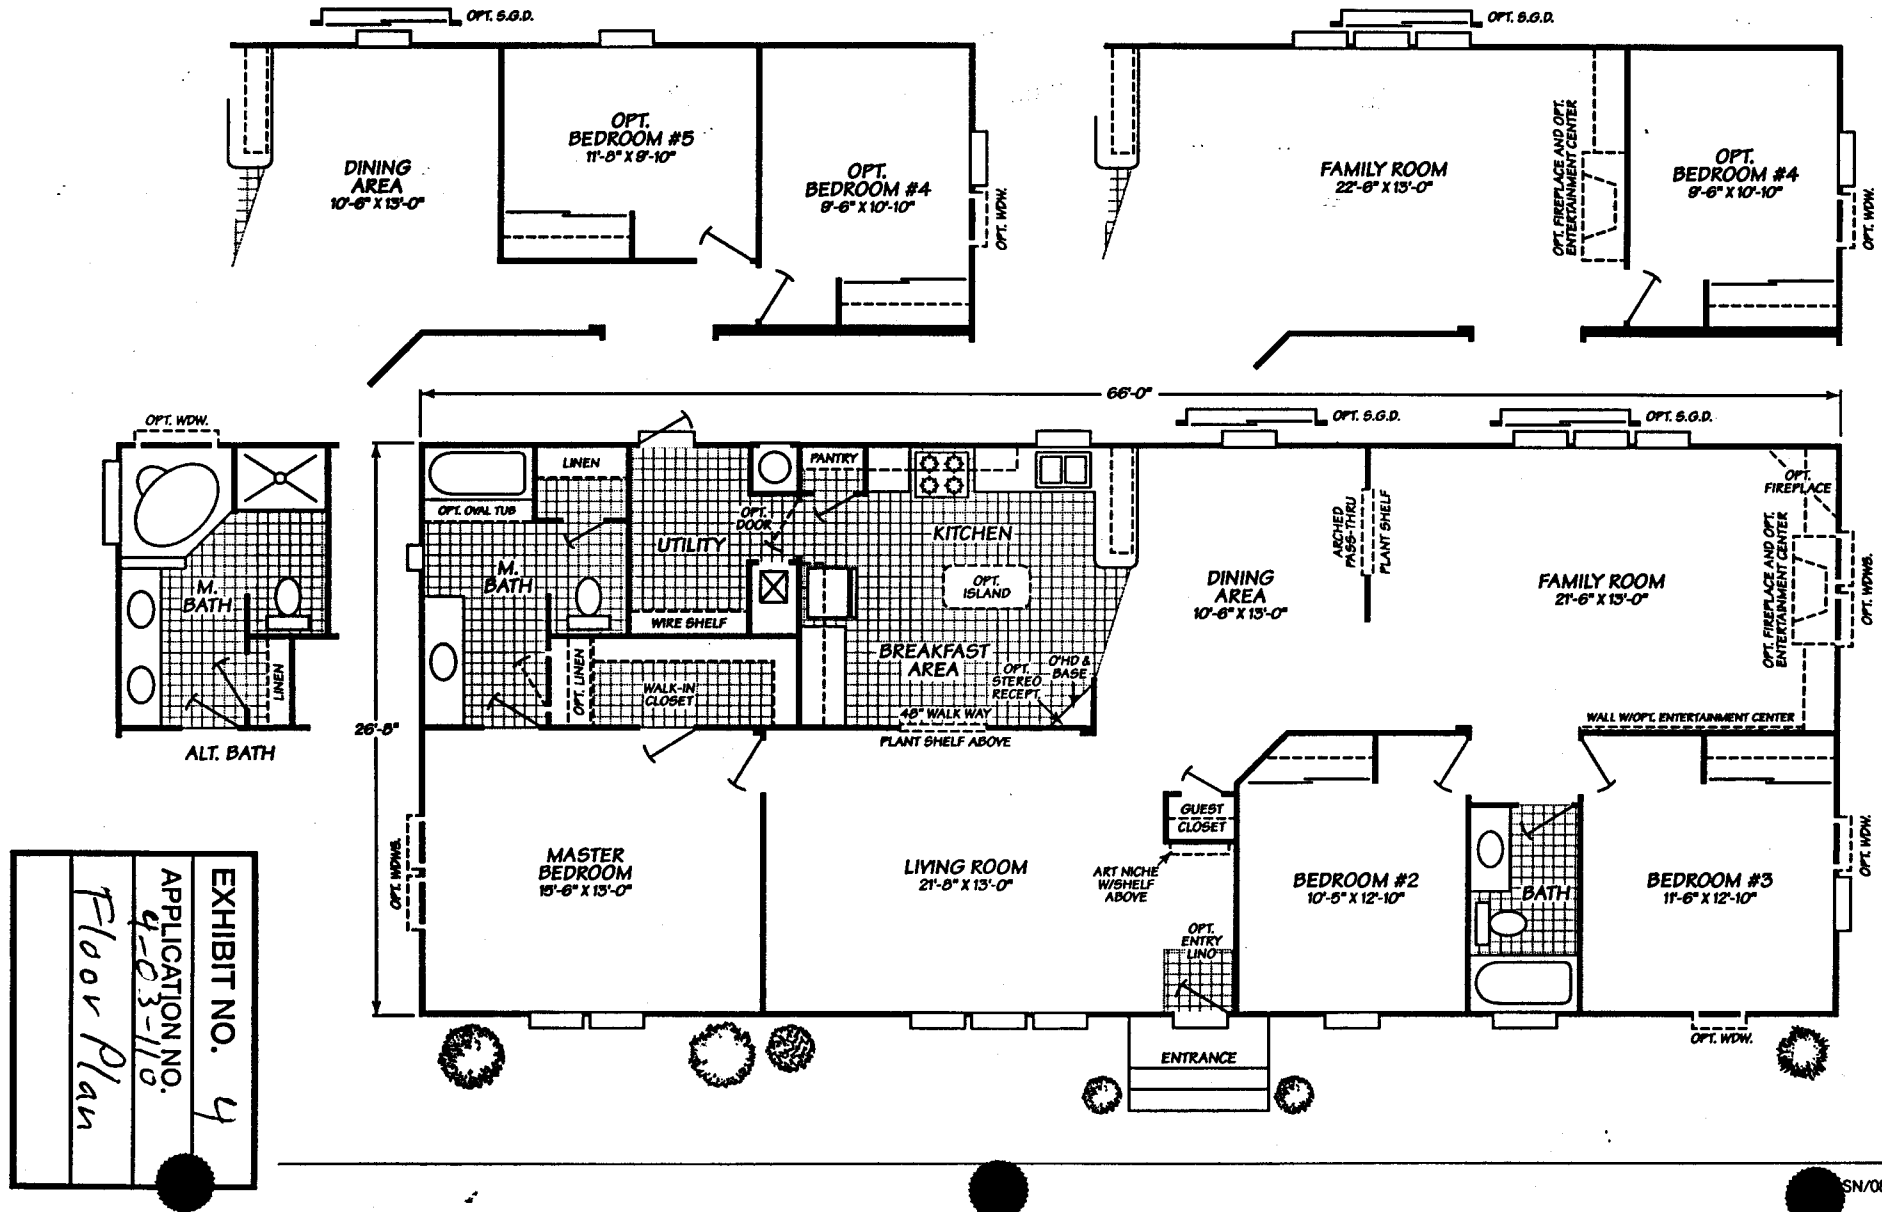 OPT. S.G.D.
OPT.
BEDROOM #5
11'-8" X 9'-10"
DINING
AREA
10'-6" X 13'-0"
OPT.
BEDROOM #4
9'-6" X 10'-10"
OPT. WDW.
OPT. S.G.D.
FAMILY ROOM
22'-6" X 13'-0"
OPT. FIREPLACE AND OPT.
ENTERTAINMENT CENTER
OPT.
BEDROOM #4
9'-6" X 10'-10"
OPT. WDW.
66'-0"
26'-8"
OPT. WDW.
M.
BATH
LINEN
ALT. BATH
OPT. S.G.D.
OPT. S.G.D.
OPT. OVAL TUB
LINEN
M.
BATH
UTILITY
OPT.
DOOR
WIRE SHELF
PANTRY
KITCHEN
OPT.
ISLAND
BREAKFAST
AREA
OPT.
STEREO
RECEPT.
O'HD &
BASE
48" WALK WAY
PLANT SHELF ABOVE
OPT. LINEN
WALK-IN
CLOSET
DINING
AREA
10'-6" X 13'-0"
ARCHED
PASS-THRU
PLANT SHELF
FAMILY ROOM
21'-6" X 13'-0"
OPT.
FIREPLACE
OPT. FIREPLACE AND OPT.
ENTERTAINMENT CENTER
OPT. WDWS.
WALL W/OPT. ENTERTAINMENT CENTER
OPT. WDWS.
MASTER
BEDROOM
15'-6" X 13'-0"
LIVING ROOM
21'-8" X 13'-0"
GUEST
CLOSET
ART NICHE
W/SHELF
ABOVE
OPT.
ENTRY
LINO
BEDROOM #2
10'-5" X 12'-10"
BATH
BEDROOM #3
11'-6" X 12'-10"
OPT. WDW.
OPT. WDW.
ENTRANCE
EXHIBIT NO. 4
APPLICATION NO.
4-03-110
Floor Plan
SN/08